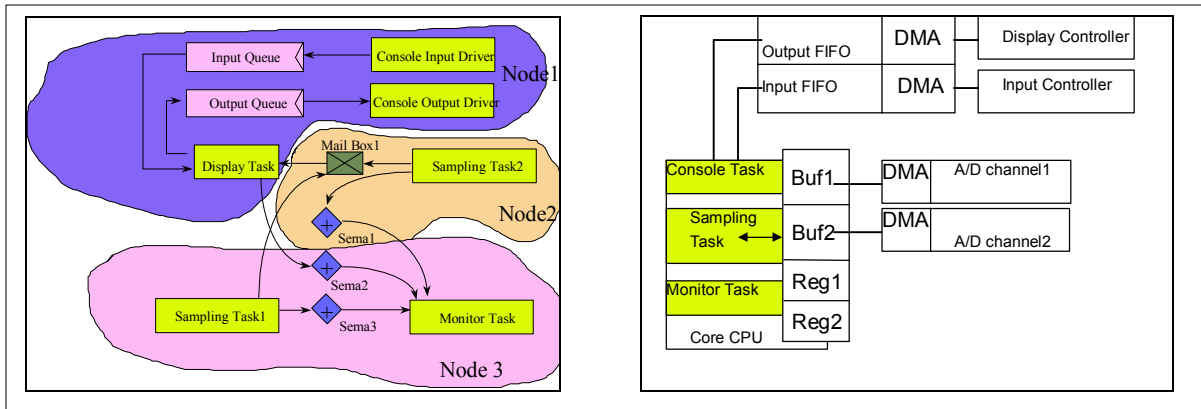 Input Queue
Console Input Driver
Node1
Output Queue
Console Output Driver
Mail Box1
Display Task
Sampling Task2
Node2
Sema1
Sema2
Sampling Task1
Sema3
Monitor Task
Node 3
Output FIFO
DMA
Display Controller
Input FIFO
DMA
Input Controller
Console Task
Buf1
DMA
A/D channel1
Sampling
Task
Buf2
DMA
A/D channel2
Monitor Task
Reg1
Reg2
Core CPU